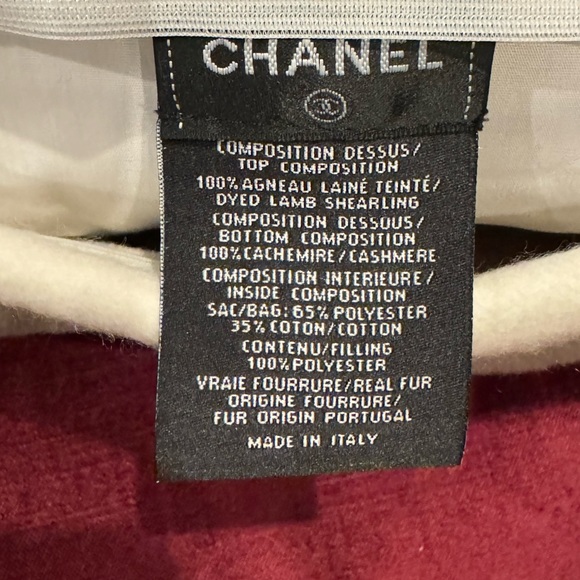 CHANEL
COMPOSITION DESSUS/
TOP COMPOSITION
100% AGNEAU LAINÉ TEINTÉ/
DYED LAMB SHEARLING
COMPOSITION DESSOUS/
BOTTOM COMPOSITION
100% CACHEMIRE/CASHMERE
COMPOSITION INTERIEURE/
INSIDE COMPOSITION
SAC/BAG: 65% POLYESTER
35% COTON/COTTON
CONTENU/FILLING
100% POLYESTER
VRAIE FOURRURE/REAL FUR
ORIGINE FOURRURE/
FUR ORIGIN PORTUGAL
MADE IN ITALY